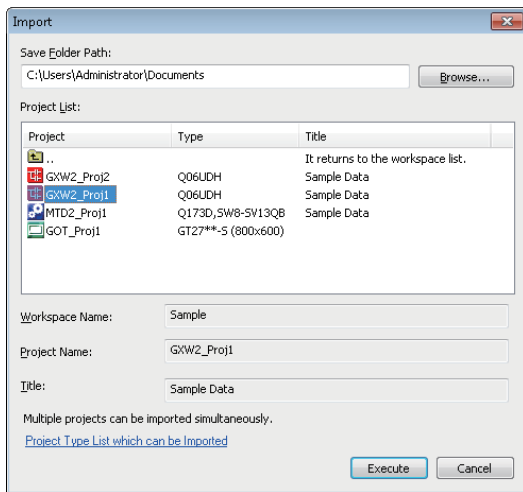 Import
Save Folder Path:
C:\Users\Administrator\Documents
Browse...
Project List:
Project Type Title
.. It returns to the workspace list.
GXW2_Proj2 Q06UDH Sample Data
GXW2_Proj1 Q06UDH Sample Data
MTD2_Proj1 Q173D,SW8-SV13QB Sample Data
GOT_Proj1 GT27**-S (800x600)
Workspace Name: Sample
Project Name: GXW2_Proj1
Title: Sample Data
Multiple projects can be imported simultaneously.
Project Type List which can be Imported
Execute Cancel